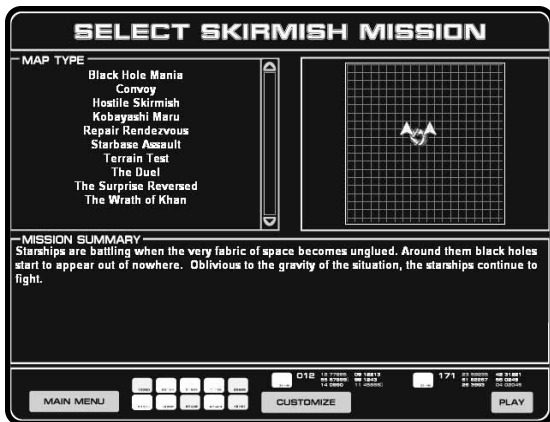 SELECT SKIRMISH MISSION
MAP TYPE
Black Hole Mania
Convoy
Hostile Skirmish
Kobayashi Maru
Repair Rendezvous
Starbase Assault
Terrain Test
The Duel
The Surprise Reversed
The Wrath of Khan
MISSION SUMMARY
Starships are battling when the very fabric of space becomes unglued. Around them black holes
start to appear out of nowhere. Oblivious to the gravity of the situation, the starships continue to
fight.
012
171
MAIN MENU
CUSTOMIZE
PLAY